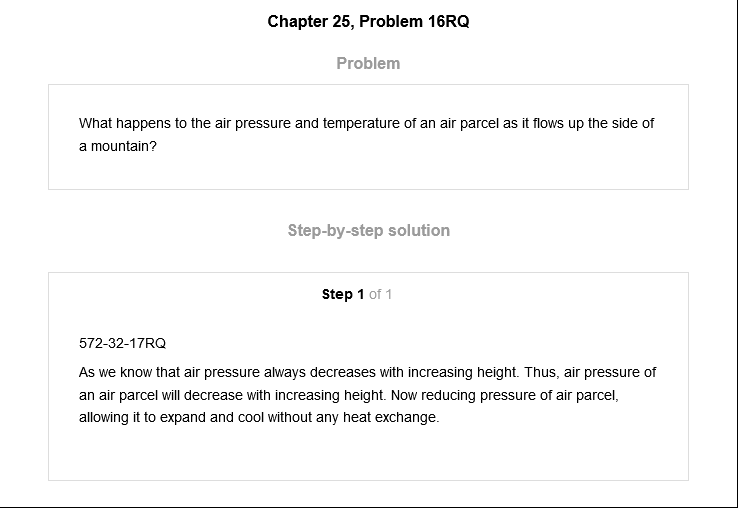 Chapter 25, Problem 16RQ
Problem
What happens to the air pressure and temperature of an air parcel as it flows up the side of
a mountain?
Step-by-step solution
Step 1 of 1
572-32-17RQ
As we know that air pressure always decreases with increasing height. Thus, air pressure of
an air parcel will decrease with increasing height. Now reducing pressure of air parcel,
allowing it to expand and cool without any heat exchange.